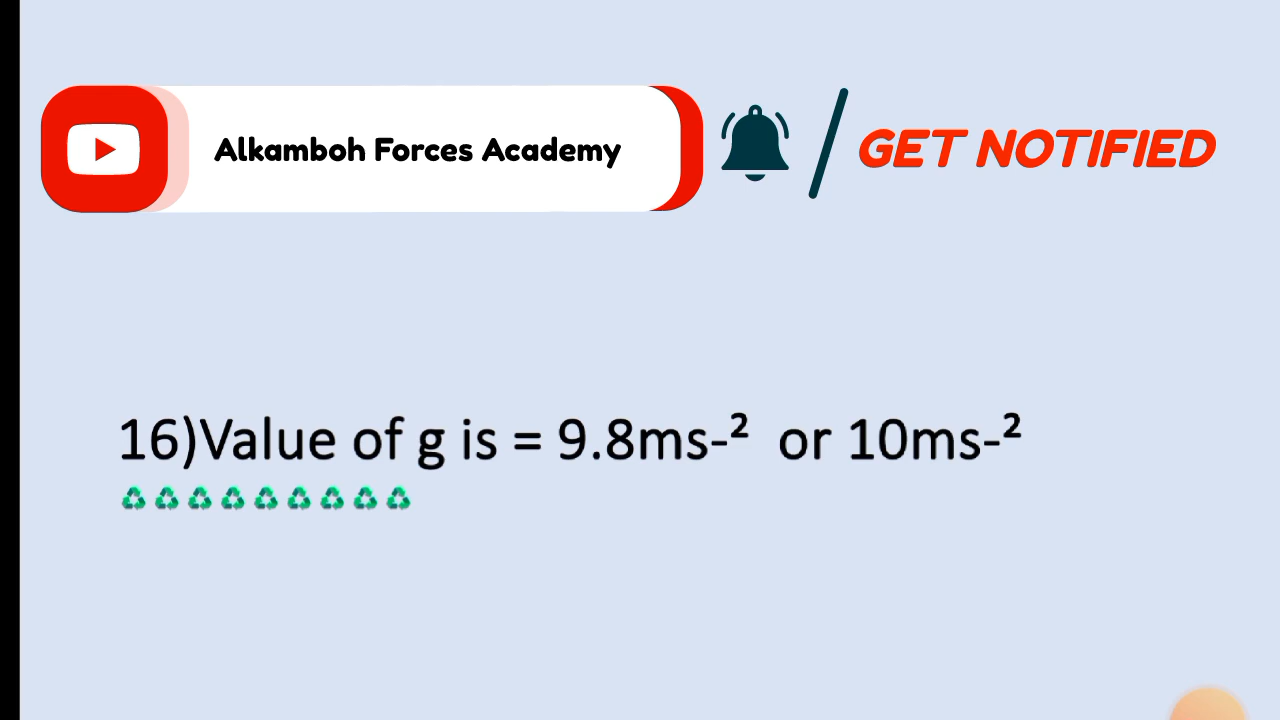 Alkamboh Forces Academy
GET NOTIFIED
16)Value of g is = 9.8ms-² or 10ms-²
♻♻♻♻♻♻♻♻♻